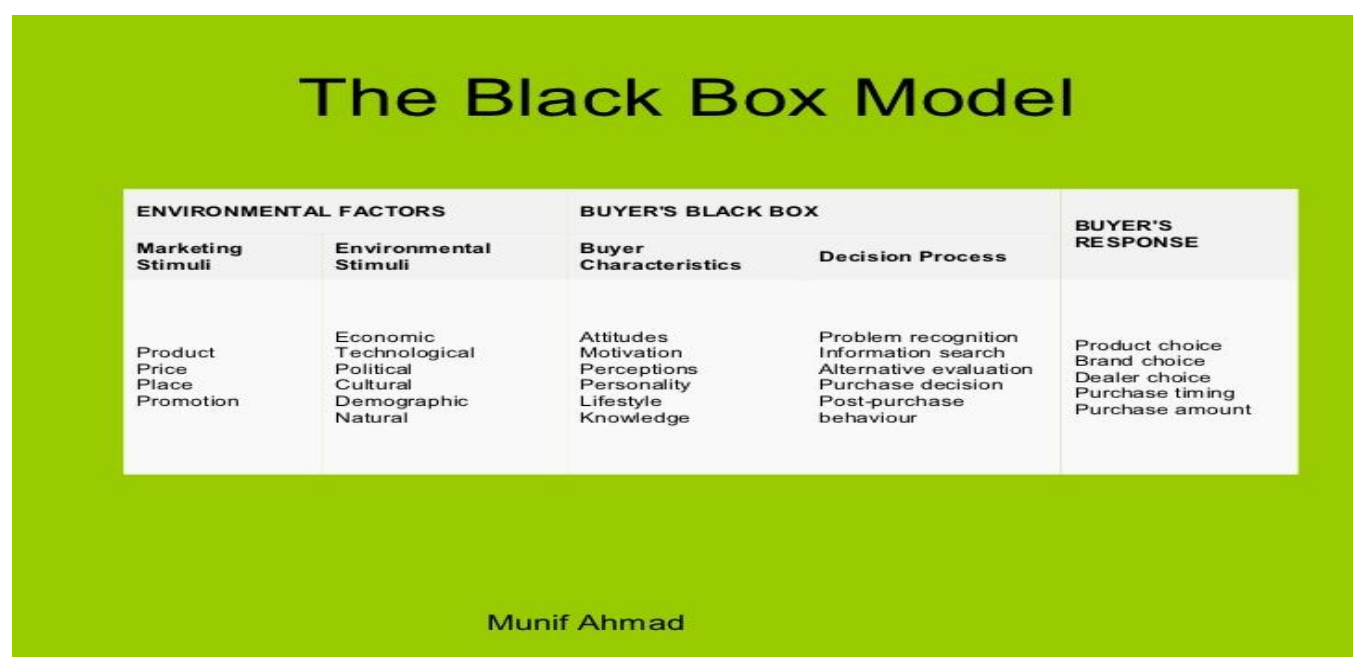 The Black Box Model
ENVIRONMENTAL FACTORS
BUYER'S BLACK BOX
BUYER'S
RESPONSE
Marketing
Stimuli
Environmental
Stimuli
Buyer
Characteristics
Decision Process
Product
Price
Place
Promotion
Economic
Technological
Political
Cultural
Demographic
Natural
Attitudes
Motivation
Perceptions
Personality
Lifestyle
Knowledge
Problem recognition
Information search
Alternative evaluation
Purchase decision
Post-purchase
behaviour
Product choice
Brand choice
Dealer choice
Purchase timing
Purchase amount
Munif Ahmad